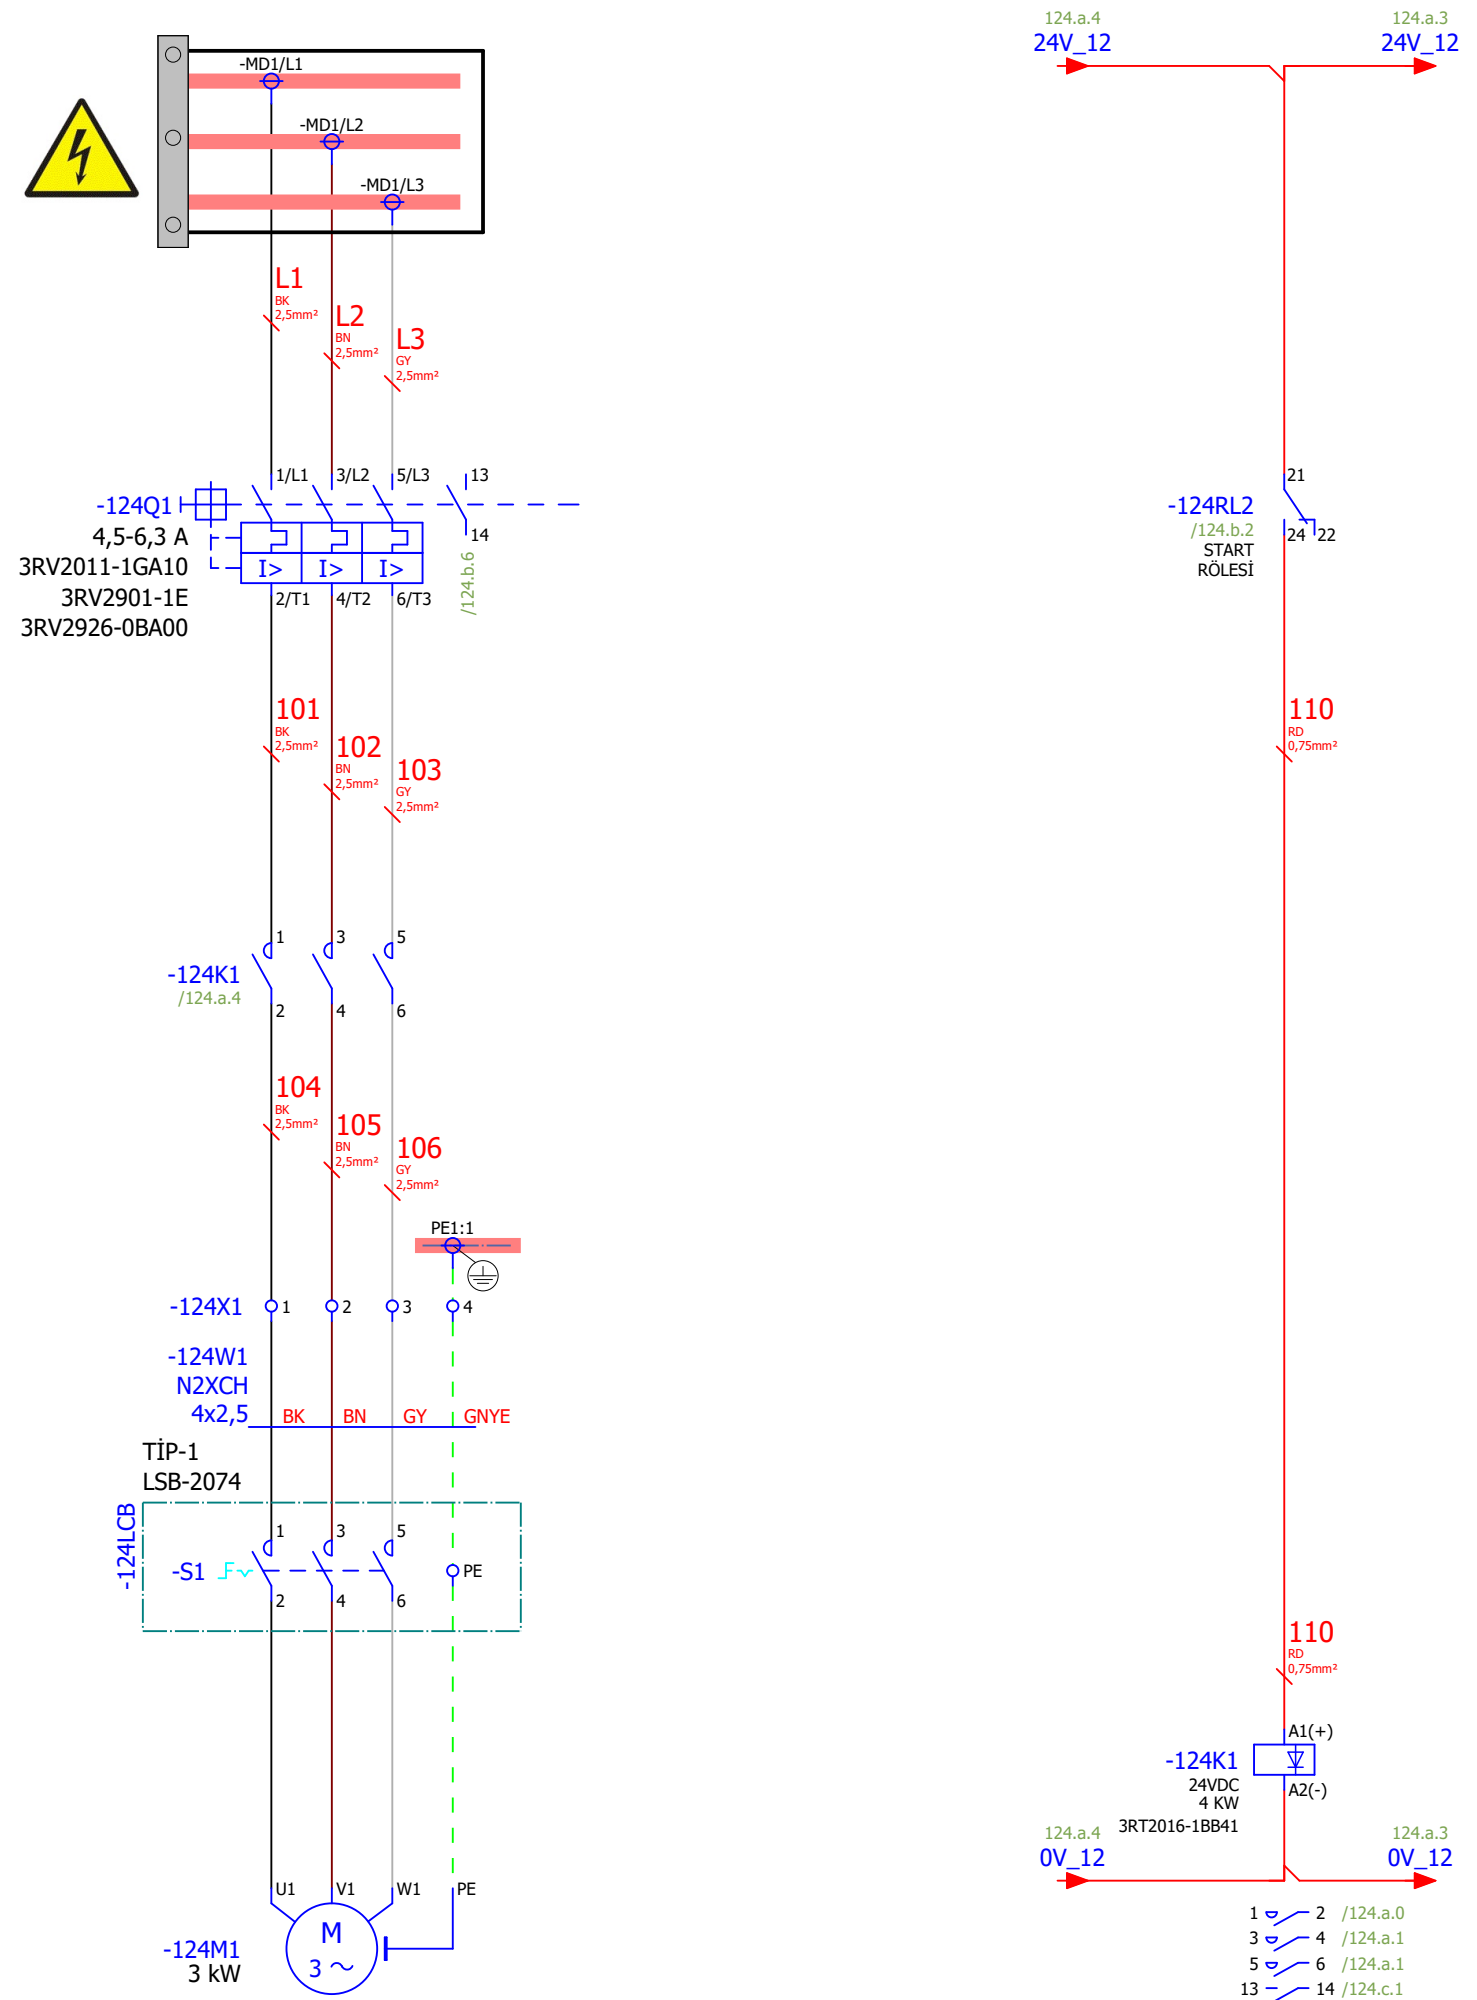 -MD1/L1
-MD1/L2
-MD1/L3
L1
BK
2,5mm²
L2
BN
2,5mm²
L3
GY
2,5mm²
-124Q1
4,5-6,3 A
3RV2011-1GA10
3RV2901-1E
3RV2926-0BA00
1/L1
3/L2
5/L3
13
14
/124.b.6
I>
I>
I>
2/T1
4/T2
6/T3
101
BK
2,5mm²
102
BN
2,5mm²
103
GY
2,5mm²
-124K1
/124.a.4
1
3
5
2
4
6
104
BK
2,5mm²
105
BN
2,5mm²
106
GY
2,5mm²
PE1:1
-124X1
1
2
3
4
-124W1
N2XCH
4x2,5
BK
BN
GY
GNYE
TİP-1
LSB-2074
-124LCB
-S1
1
3
5
2
4
6
PE
U1
V1
W1
PE
M
3
-124M1
3 kW
124.a.4
24V_12
124.a.3
24V_12
-124RL2
/124.b.2
START
RÖLESİ
21
24
22
110
RD
0,75mm²
110
RD
0,75mm²
-124K1
24VDC
4 KW
3RT2016-1BB41
A1(+)
A2(-)
124.a.4
0V_12
124.a.3
0V_12
1 2 /124.a.0
3 4 /124.a.1
5 6 /124.a.1
13 14 /124.c.1